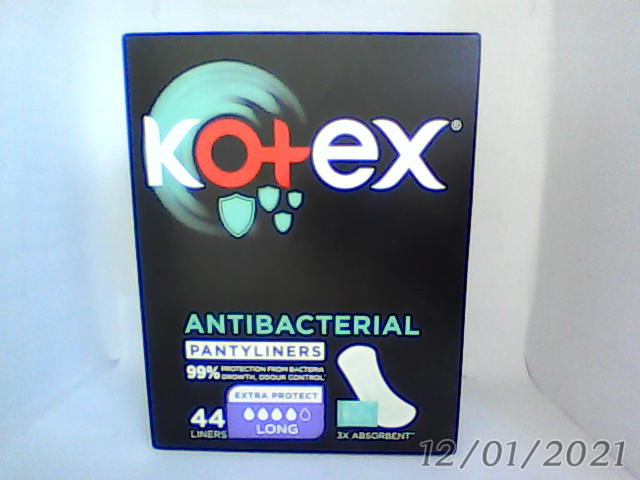 Kotex®
ANTIBACTERIAL
PANTYLINERS
99% PROTECTION FROM BACTERIA
GROWTH, ODOUR CONTROL
EXTRA PROTECT
44
LINERS
LONG
3X ABSORBENT
12/01/2021